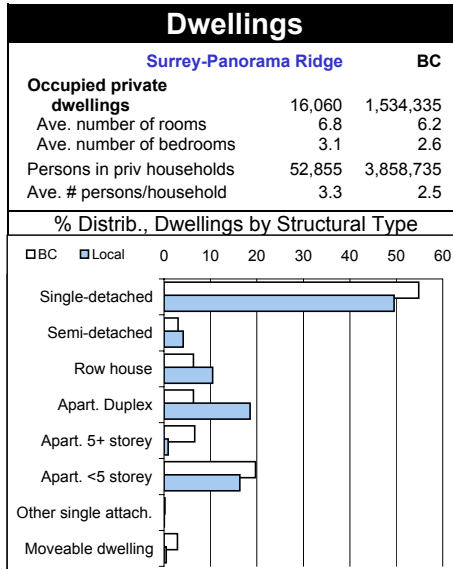 Dwellings
Surrey-Panorama Ridge BC
Occupied private
dwellings 16,060 1,534,335
Ave. number of rooms 6.8 6.2
Ave. number of bedrooms 3.1 2.6
Persons in priv households 52,855 3,858,735
Ave. # persons/household 3.3 2.5
% Distrib., Dwellings by Structural Type
BC Local 0 10 20 30 40 50 60
Single-detached
Semi-detached
Row house
Apart. Duplex
Apart. 5+ storey
Apart. <5 storey
Other single attach.
Moveable dwelling